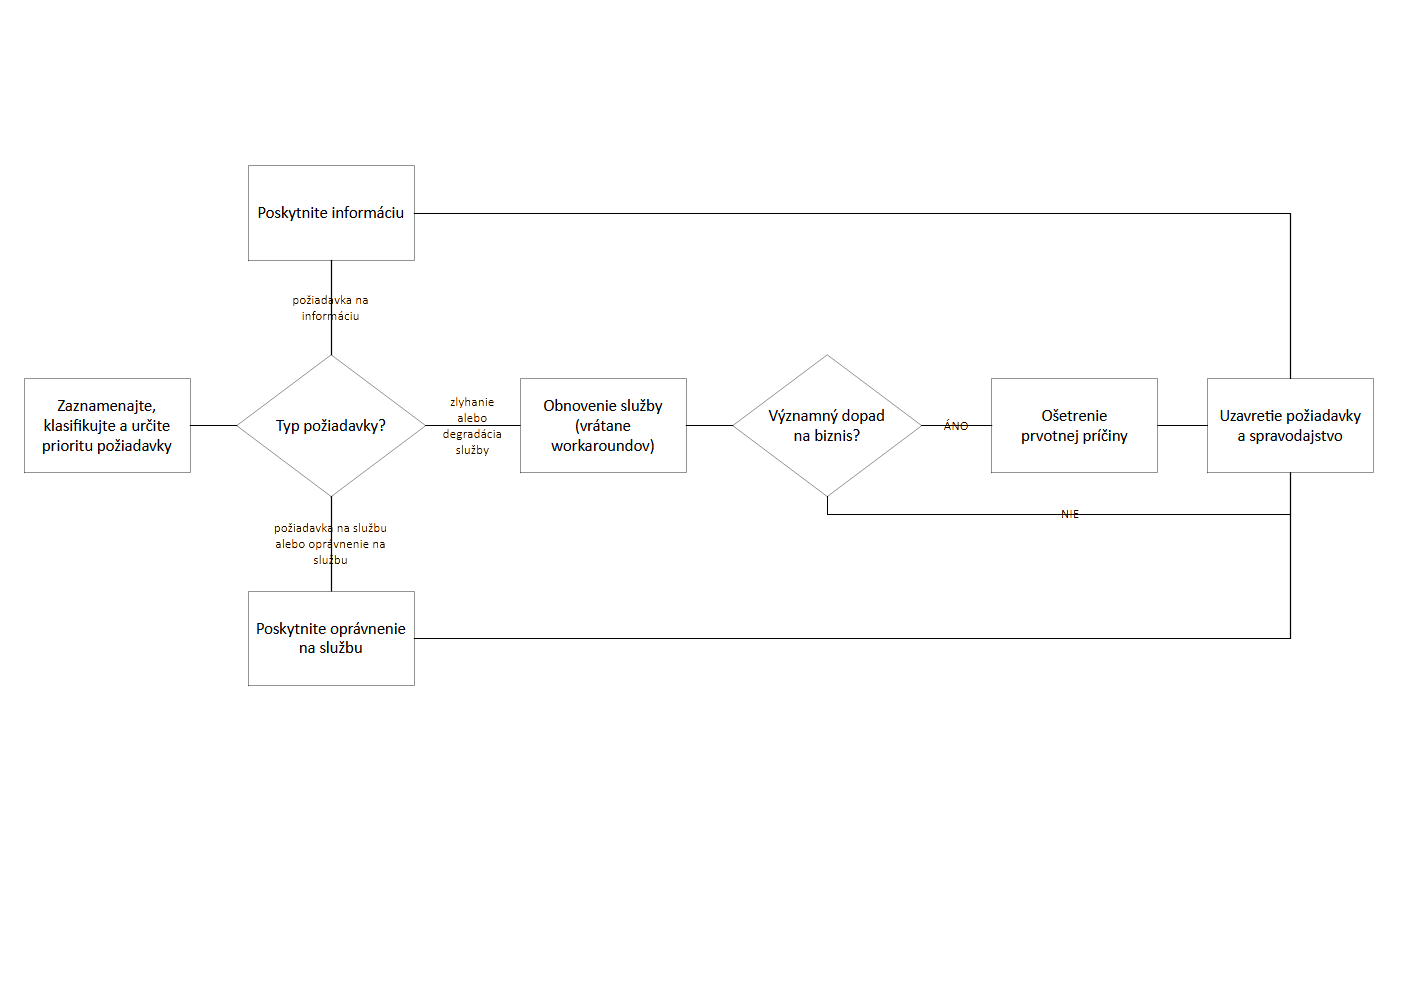 Poskytnite informáciu
požiadavka na
informáciu
Zaznamenajte,
klasifikujte a určite
prioritu požiadavky
Typ požiadavky?
zlyhanie
alebo
degradácia
služby
Obnovenie služby
(vrátane
workaroundov)
Významný dopad
na biznis?
ÁNO
Ošetrenie
prvotnej príčiny
Uzavretie požiadavky
a spravodajstvo
NIE
požiadavka na službu
alebo oprávnenie na
službu
Poskytnite oprávnenie
na službu